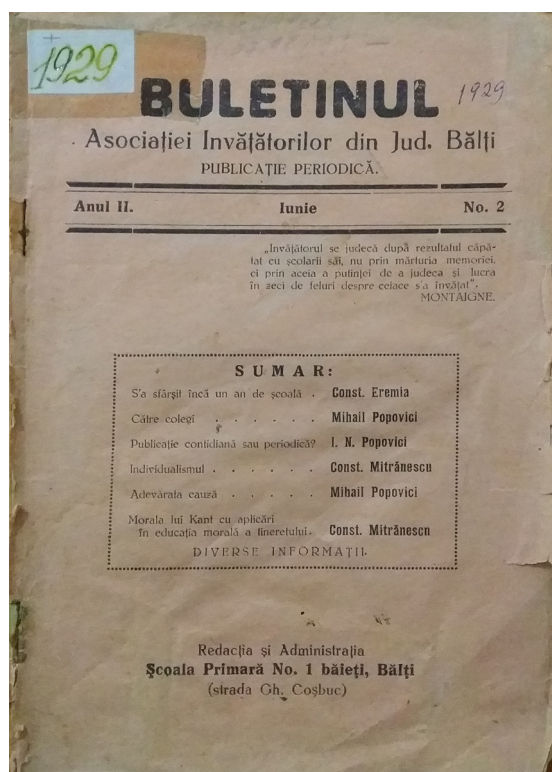 1929
BULETINUL
1929
Asociației Invățătorilor din Jud. Bălți
PUBLICAȚIE PERIODICĂ.
Anul II. Iunie No. 2
„Invățătorul se judecă după rezultatul căpă-
tat cu școlarii săi, nu prin mărturia memoriei,
ci prin aceia a putinței de a judeca și lucra
în zeci de feluri despre ceiace s'a învățat".
MONTAIGNE.
SUMAR:
S'a sfârșit încă un an de școală . Const. Eremia
Către colegi . . . . . . Mihail Popovici
Publicație contidiană sau periodică? I. N. Popovici
Individualismul . . . . . . Const. Mitrănescu
Adevărata cauză . . . . . Mihail Popovici
Morala lui Kant cu aplicări
în educația morală a tineretului. Const. Mitrănescn
DIVERSE INFORMAȚII.
Redacția și Administrația
Școala Primară No. 1 băieți, Bălți
(strada Gh. Coșbuc)